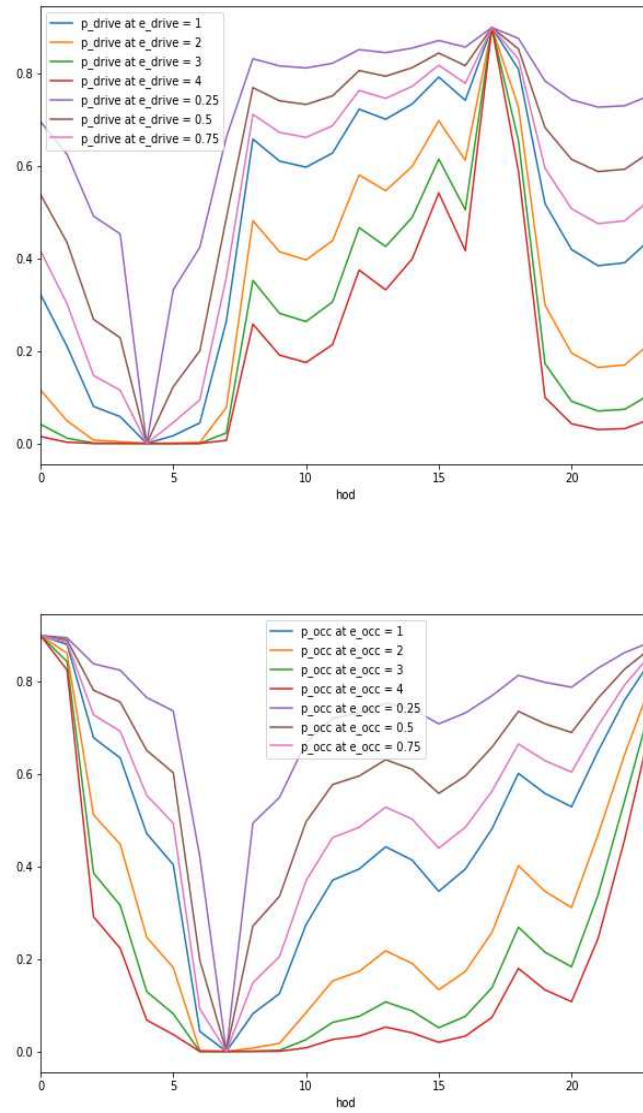 p_drive at e_drive = 1
p_drive at e_drive = 2
p_drive at e_drive = 3
p_drive at e_drive = 4
p_drive at e_drive = 0.25
p_drive at e_drive = 0.5
p_drive at e_drive = 0.75
0.8
0.6
0.4
0.2
0.0
0 5 10 15 20
hod
p_occ at e_occ = 1
p_occ at e_occ = 2
p_occ at e_occ = 3
p_occ at e_occ = 4
p_occ at e_occ = 0.25
p_occ at e_occ = 0.5
p_occ at e_occ = 0.75
0.8
0.6
0.4
0.2
0.0
0 5 10 15 20
hod